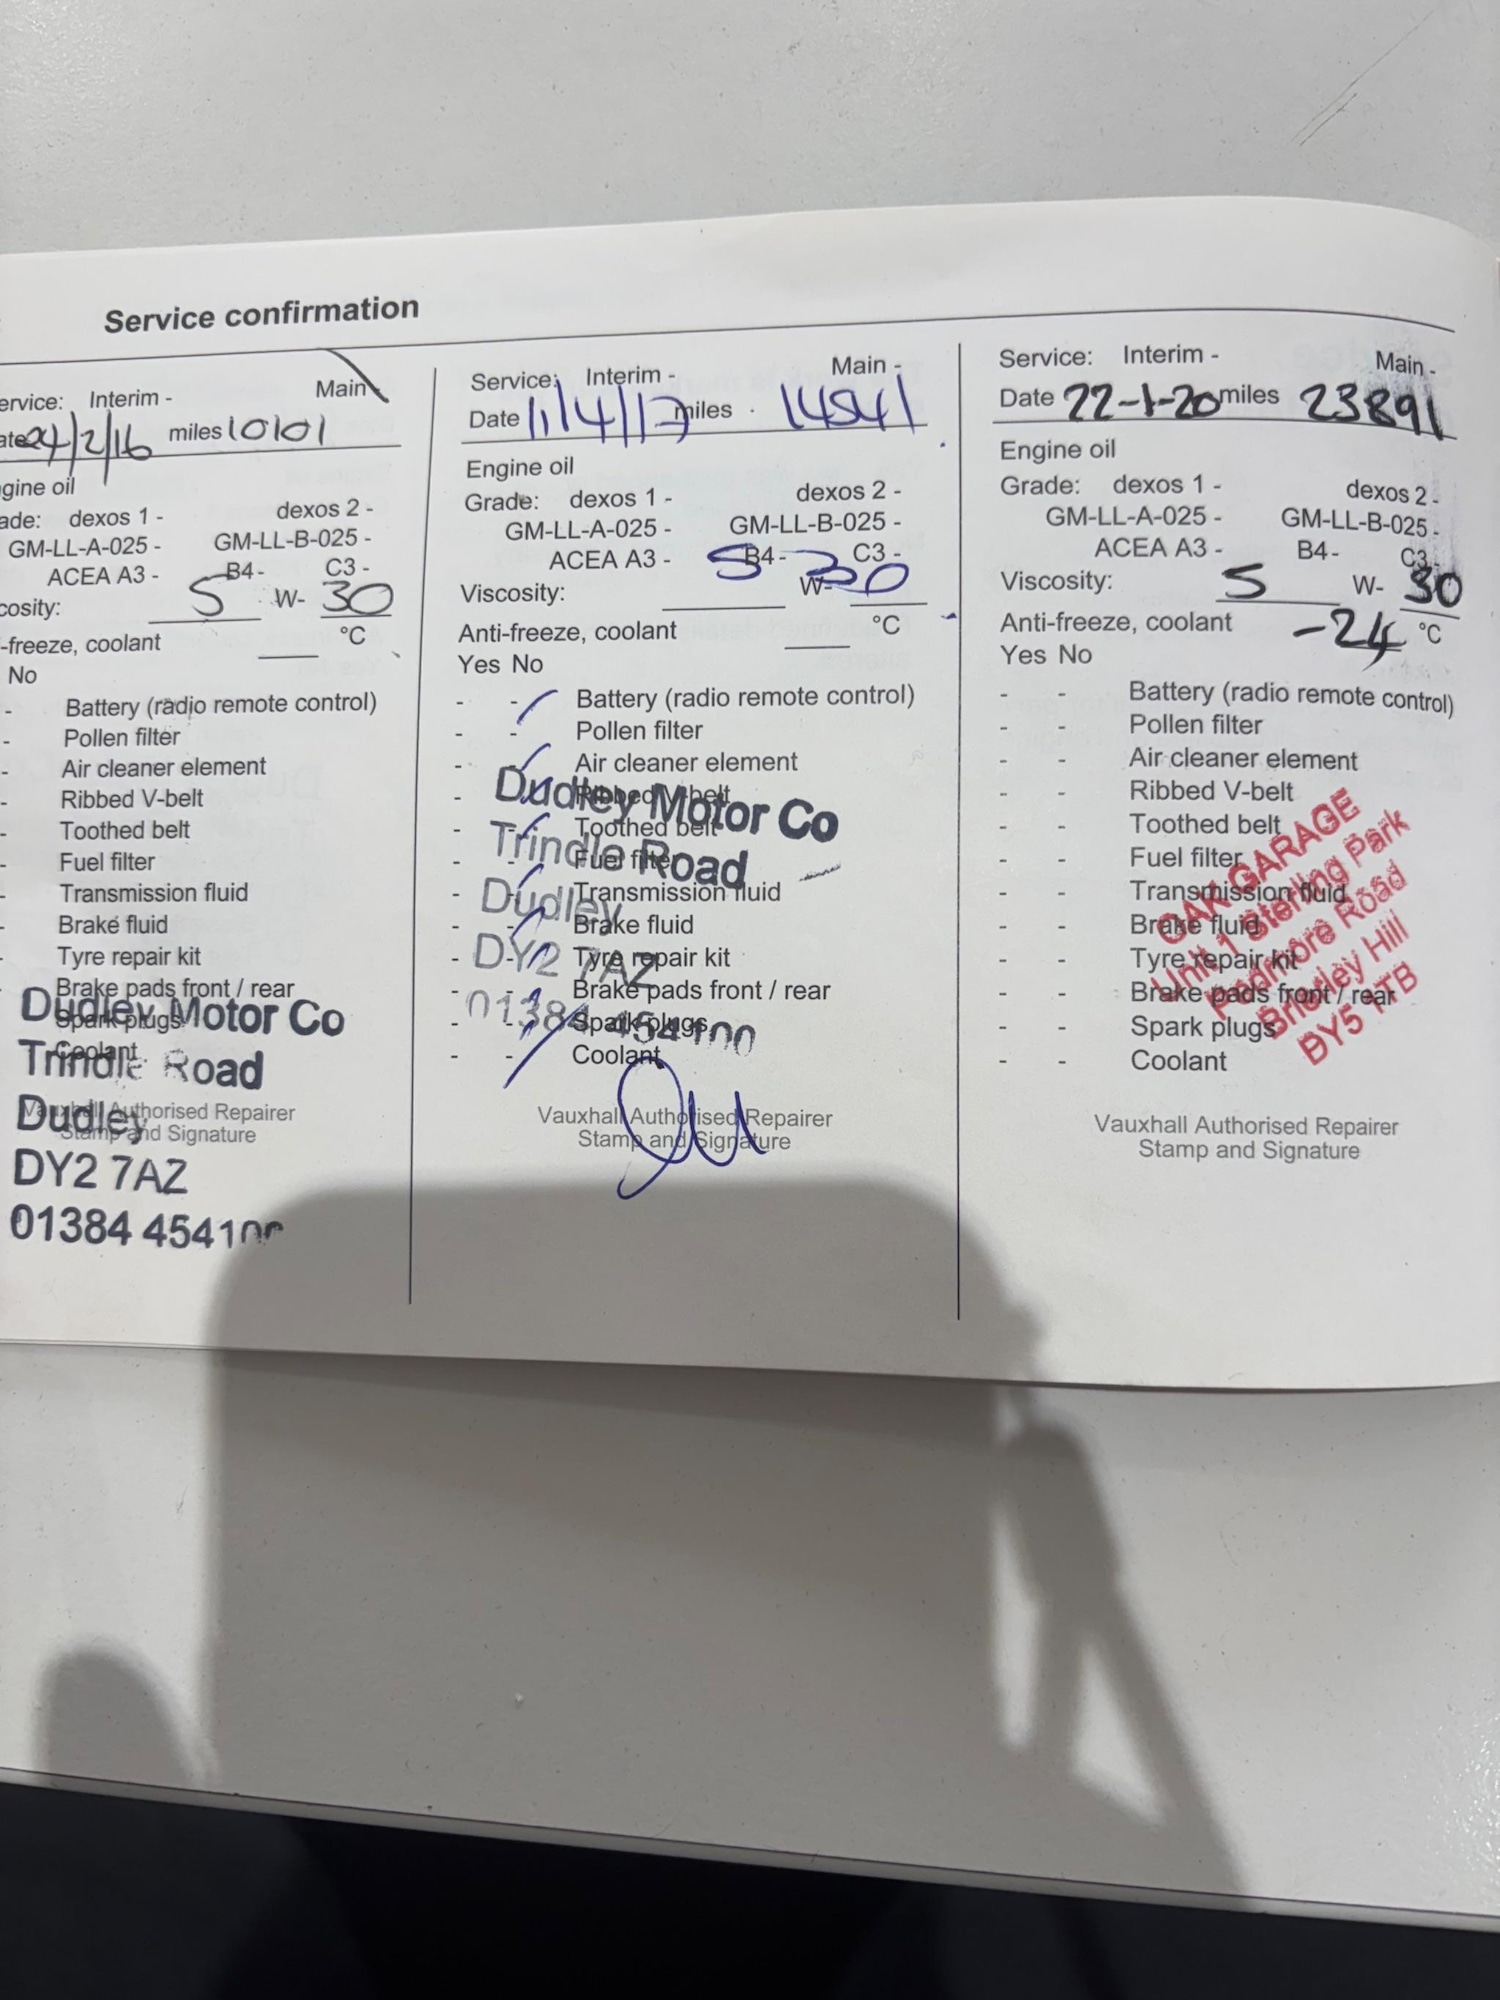 Service confirmation
ervice: Interim - Main
ate 24/2/16 miles 10101
gine oil
ade: dexos 1 - dexos 2 -
GM-LL-A-025 - GM-LL-B-025 -
ACEA A3 - B4 - C3 -
cosity: 5 W- 30
-freeze, coolant °C
No
- Battery (radio remote control)
- Pollen filter
- Air cleaner element
- Ribbed V-belt
- Toothed belt
- Fuel filter
- Transmission fluid
- Brake fluid
- Tyre repair kit
- Brake pads front / rear
Spark plugs
Coolant
Dudley Motor Co
Trindle Road
Dudley
DY2 7AZ
01384 454100
Vauxhall Authorised Repairer
Stamp and Signature
Service: Interim - Main -
Date 11/4/17 miles 14541
Engine oil
Grade: dexos 1 - dexos 2 -
GM-LL-A-025 - GM-LL-B-025 -
ACEA A3 - B4 - C3 -
Viscosity: 5 W- 30
Anti-freeze, coolant °C
Yes No
- - Battery (radio remote control)
- - Pollen filter
- - Air cleaner element
- - Ribbed V-belt
- - Toothed belt
- - Fuel filter
- - Transmission fluid
- - Brake fluid
- - Tyre repair kit
- - Brake pads front / rear
- - Spark plugs
- - Coolant
Dudley Motor Co
Trindle Road
Dudley
DY2 7AZ
01384 454100
Vauxhall Authorised Repairer
Stamp and Signature
Service: Interim - Main -
Date 22-1-20 miles 23891
Engine oil
Grade: dexos 1 - dexos 2 -
GM-LL-A-025 - GM-LL-B-025 -
ACEA A3 - B4 - C3 -
Viscosity: 5 W- 30
Anti-freeze, coolant -24 °C
Yes No
- - Battery (radio remote control)
- - Pollen filter
- - Air cleaner element
- - Ribbed V-belt
- - Toothed belt
- - Fuel filter
- - Transmission fluid
- - Brake fluid
- - Tyre repair kit
- - Brake pads front / rear
- - Spark plugs
- - Coolant
OAK GARAGE
Unit 1 Sterling Park
Pedmore Road
Brierley Hill
DY5 1TB
Vauxhall Authorised Repairer
Stamp and Signature